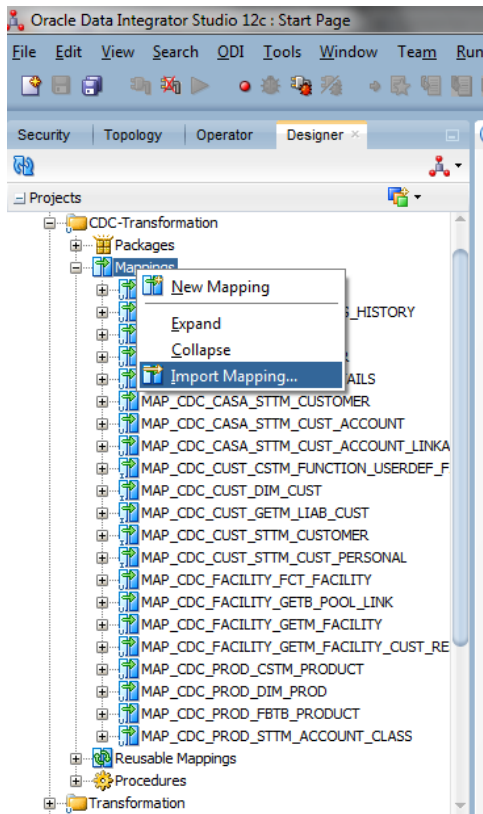 Oracle Data Integrator Studio 12c : Start Page
File Edit View Search ODI Tools Window Team Run
Security Topology Operator Designer
Projects
CDC-Transformation
Packages
Mappings
New Mapping
_HISTORY
Expand
Collapse
Import Mapping...
AILS
MAP_CDC_CASA_STTM_CUSTOMER
MAP_CDC_CASA_STTM_CUST_ACCOUNT
MAP_CDC_CASA_STTM_CUST_ACCOUNT_LINKA
MAP_CDC_CUST_CSTM_FUNCTION_USERDEF_F
MAP_CDC_CUST_DIM_CUST
MAP_CDC_CUST_GETM_LIAB_CUST
MAP_CDC_CUST_STTM_CUSTOMER
MAP_CDC_CUST_STTM_CUST_PERSONAL
MAP_CDC_FACILITY_FCT_FACILITY
MAP_CDC_FACILITY_GETB_POOL_LINK
MAP_CDC_FACILITY_GETM_FACILITY
MAP_CDC_FACILITY_GETM_FACILITY_CUST_RE
MAP_CDC_PROD_CSTM_PRODUCT
MAP_CDC_PROD_DIM_PROD
MAP_CDC_PROD_FBTB_PRODUCT
MAP_CDC_PROD_STTM_ACCOUNT_CLASS
Reusable Mappings
Procedures
Transformation